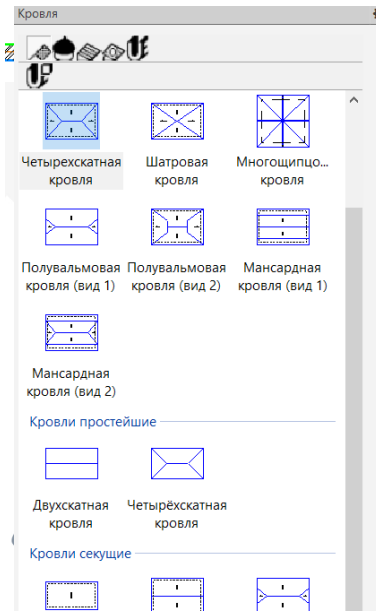 Кровля
Четырехскатная кровля
Шатровая кровля
Многощипцо... кровля
Полувальмовая кровля (вид 1)
Полувальмовая кровля (вид 2)
Мансардная кровля (вид 1)
Мансардная кровля (вид 2)
Кровли простейшие
Двухскатная кровля
Четырёхскатная кровля
Кровли секущие